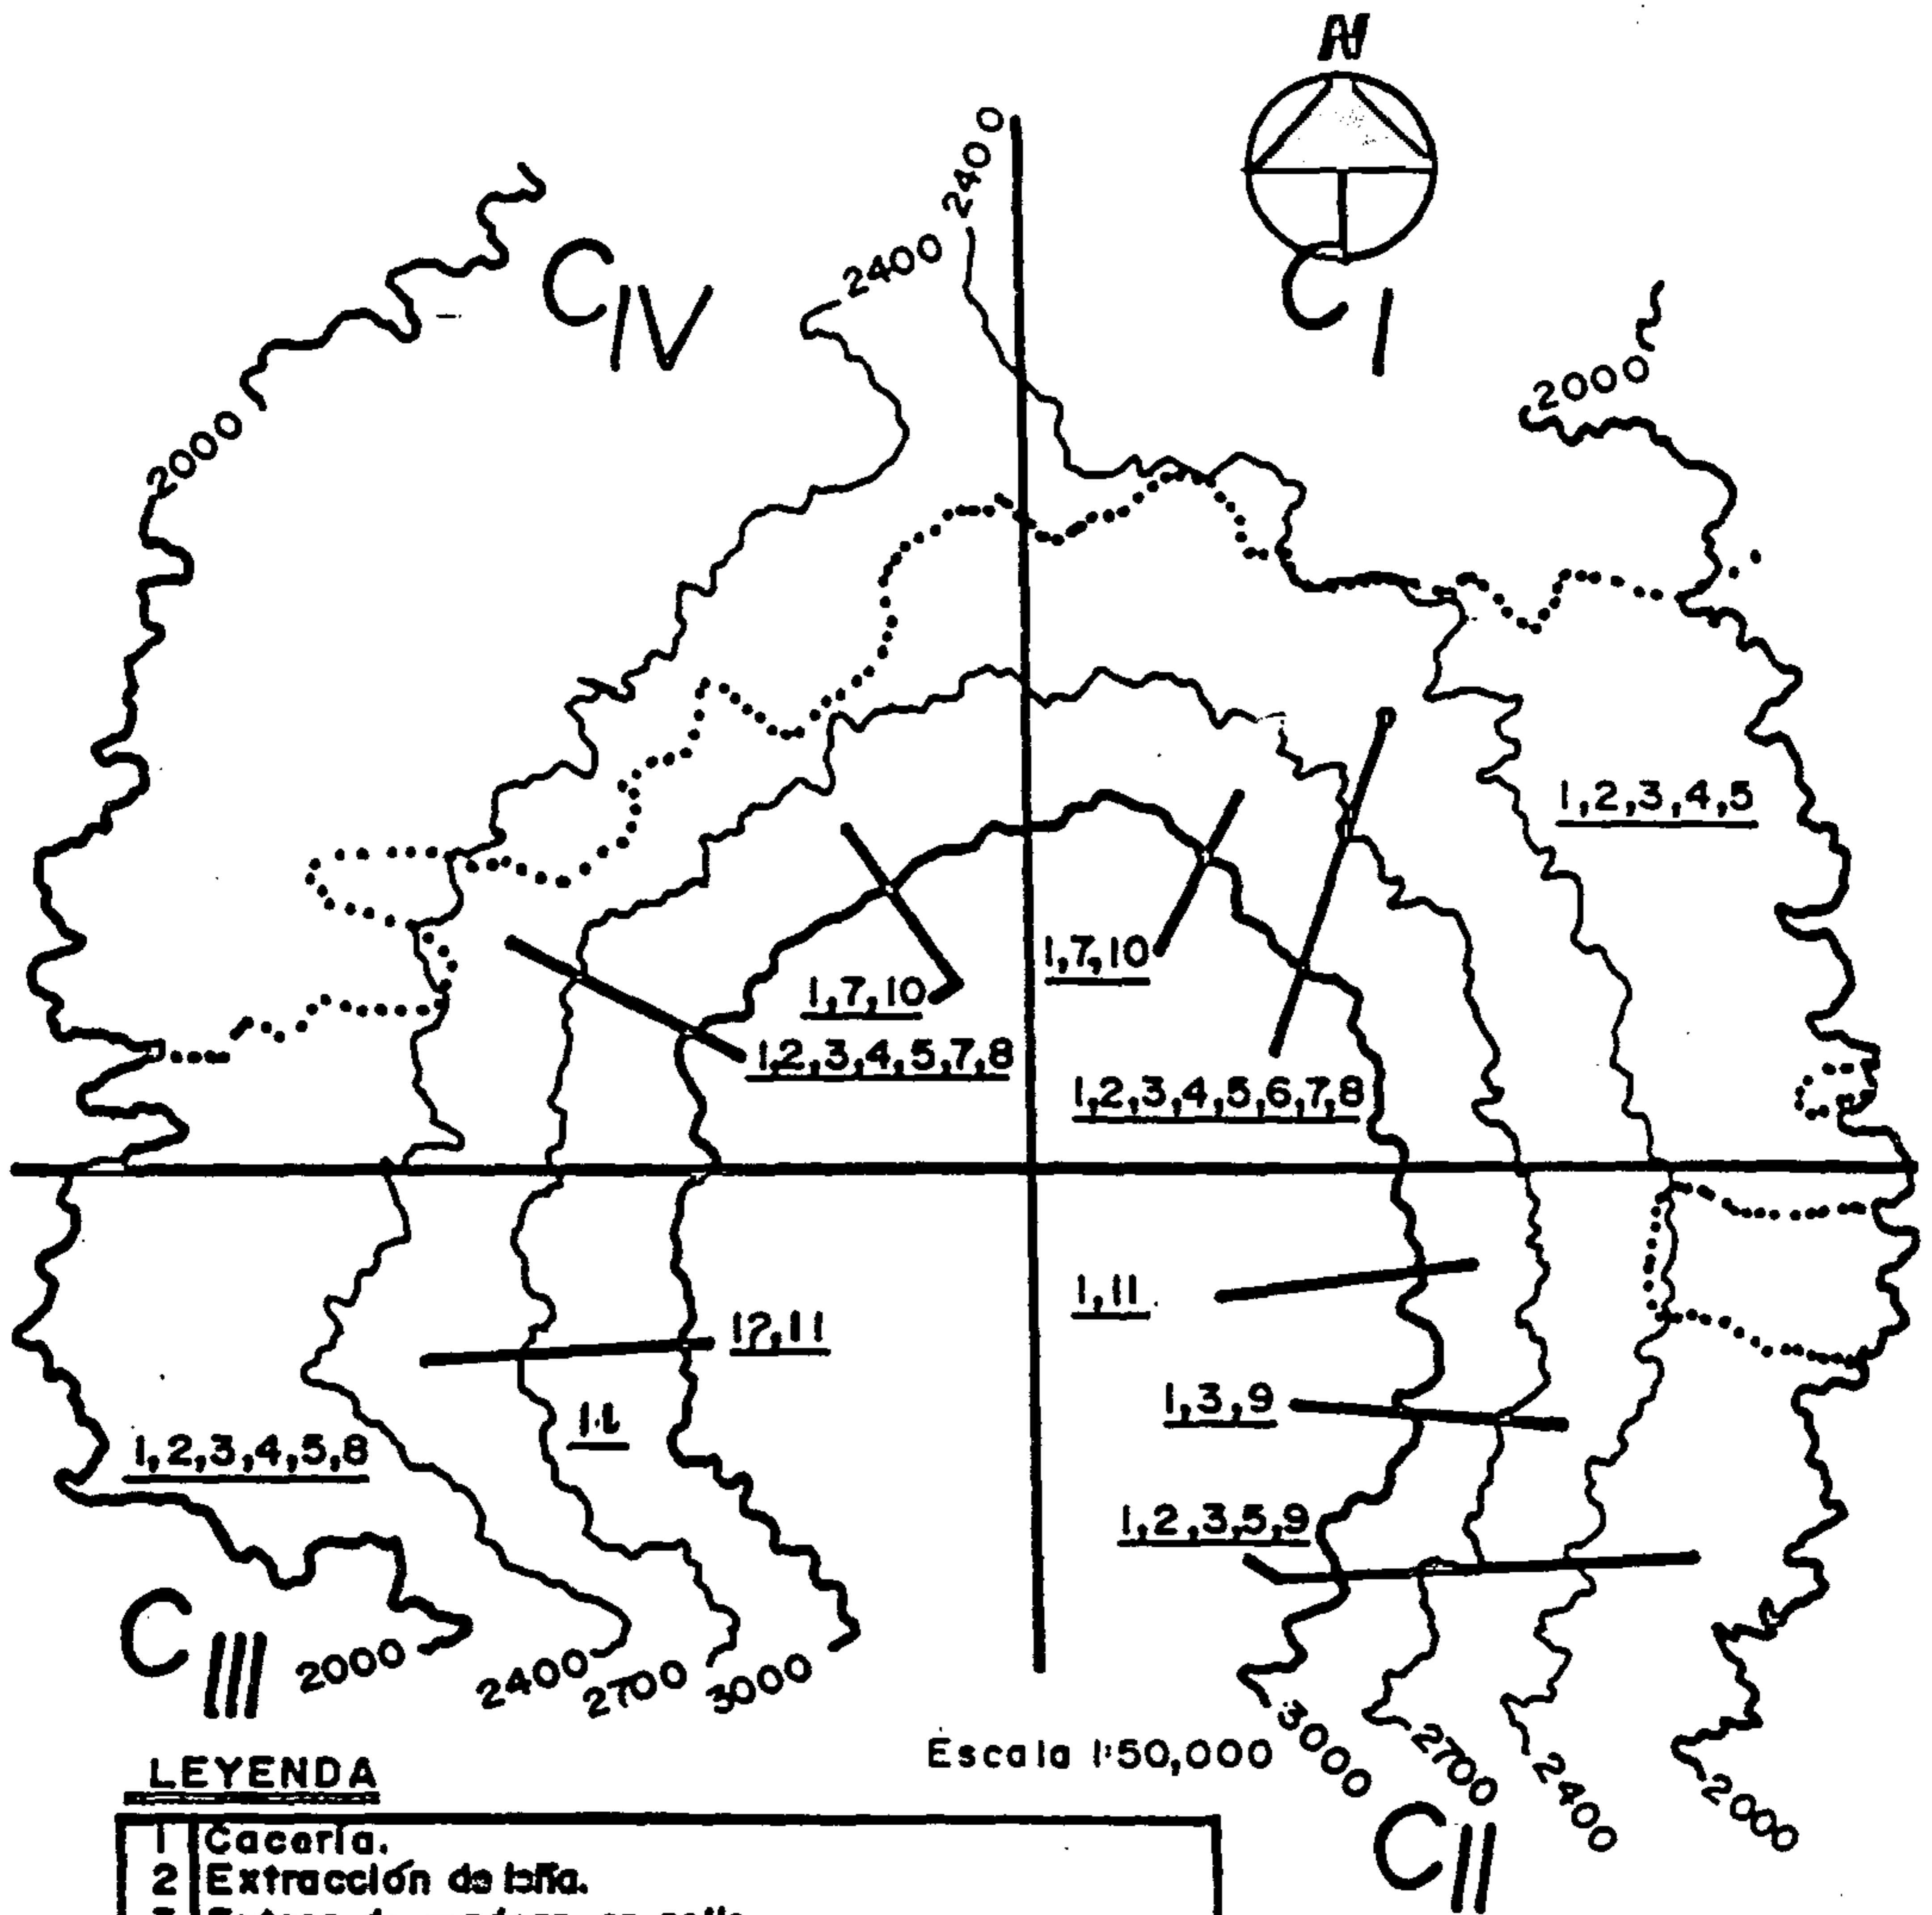 N
2400
C IV
2400
C I
2000
2000
1,2,3,4,5
1,7,10
1,7,10
1,2,3,4,5,7,8
1,2,3,4,5,6,7,8
1,11
12,11
1,3,9
11
1,2,3,4,5,8
1,2,3,5,9
C III
2000
2400
2700
3000
3000
2700
2400
2000
Escala 1:50,000
C II
LEYENDA
1 Cacería.
2 Extracción de leña.